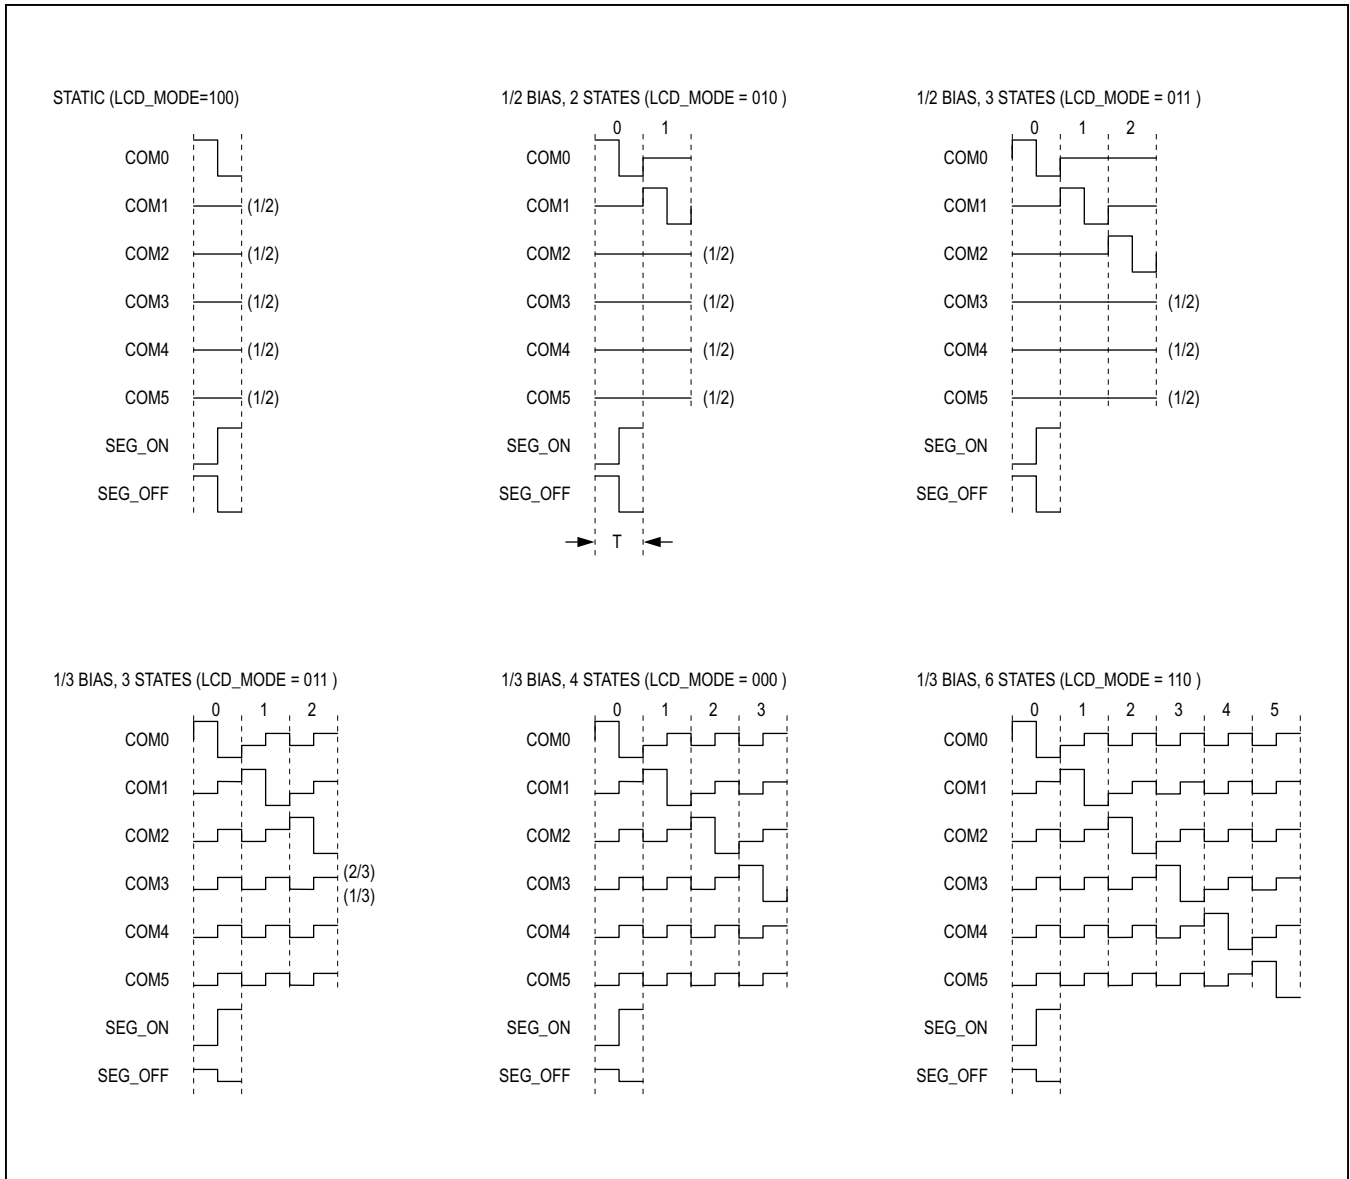 STATIC (LCD_MODE=100)
COM0
COM1 (1/2)
COM2 (1/2)
COM3 (1/2)
COM4 (1/2)
COM5 (1/2)
SEG_ON
SEG_OFF
1/2 BIAS, 2 STATES (LCD_MODE = 010 )
0 1
COM0
COM1
COM2 (1/2)
COM3 (1/2)
COM4 (1/2)
COM5 (1/2)
SEG_ON
SEG_OFF
T
1/2 BIAS, 3 STATES (LCD_MODE = 011 )
0 1 2
COM0
COM1
COM2
COM3 (1/2)
COM4 (1/2)
COM5 (1/2)
SEG_ON
SEG_OFF
1/3 BIAS, 3 STATES (LCD_MODE = 011 )
0 1 2
COM0
COM1
COM2
(2/3)
COM3
(1/3)
COM4
COM5
SEG_ON
SEG_OFF
1/3 BIAS, 4 STATES (LCD_MODE = 000 )
0 1 2 3
COM0
COM1
COM2
COM3
COM4
COM5
SEG_ON
SEG_OFF
1/3 BIAS, 6 STATES (LCD_MODE = 110 )
0 1 2 3 4 5
COM0
COM1
COM2
COM3
COM4
COM5
SEG_ON
SEG_OFF